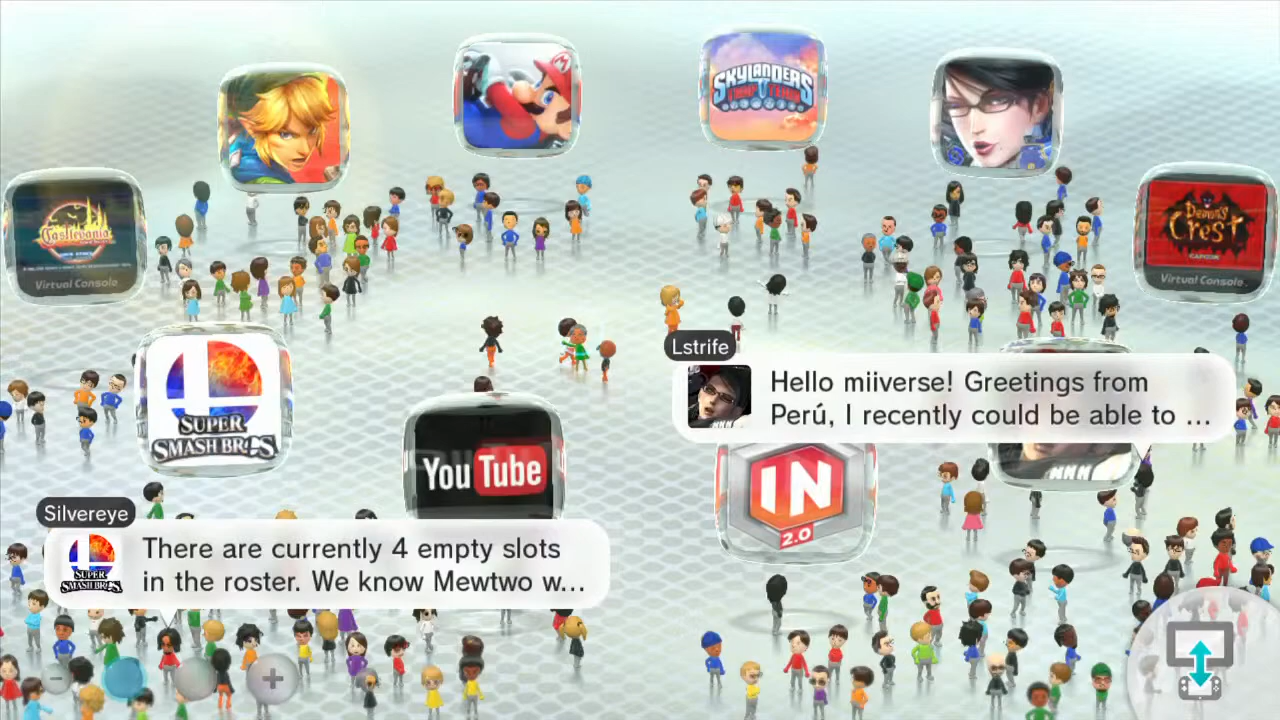 SKYLANDERS
TRAP TEAM
Castlevania
Virtual Console
Demon's
Crest
CAPCOM
Virtual Console
SUPER
SMASH BROS
You Tube
Lstrife
Hello miiverse! Greetings from
Perú, I recently could be able to ...
IN
2.0
Silvereye
SUPER
SMASH BROS
There are currently 4 empty slots
in the roster. We know Mewtwo w...